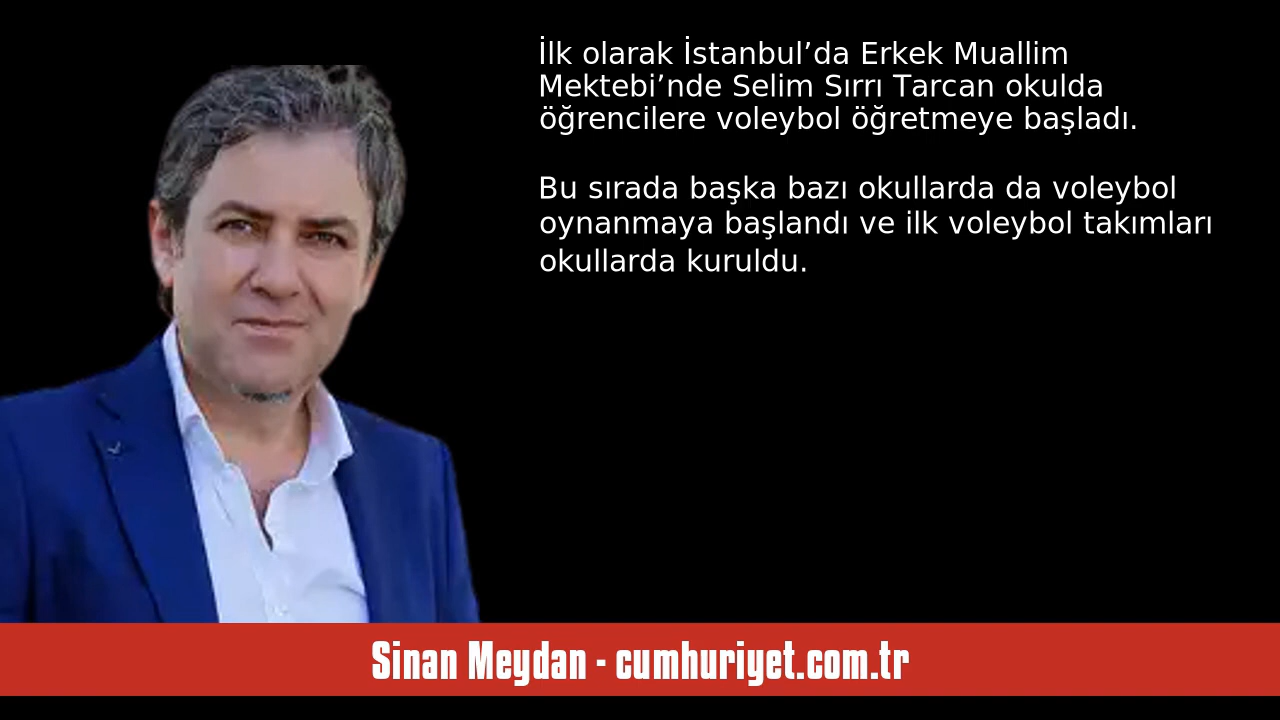 İlk olarak İstanbul’da Erkek Muallim
Mektebi’nde Selim Sırrı Tarcan okulda
öğrencilere voleybol öğretmeye başladı.
Bu sırada başka bazı okullarda da voleybol
oynanmaya başlandı ve ilk voleybol takımları
okullarda kuruldu.
Sinan Meydan - cumhuriyet.com.tr